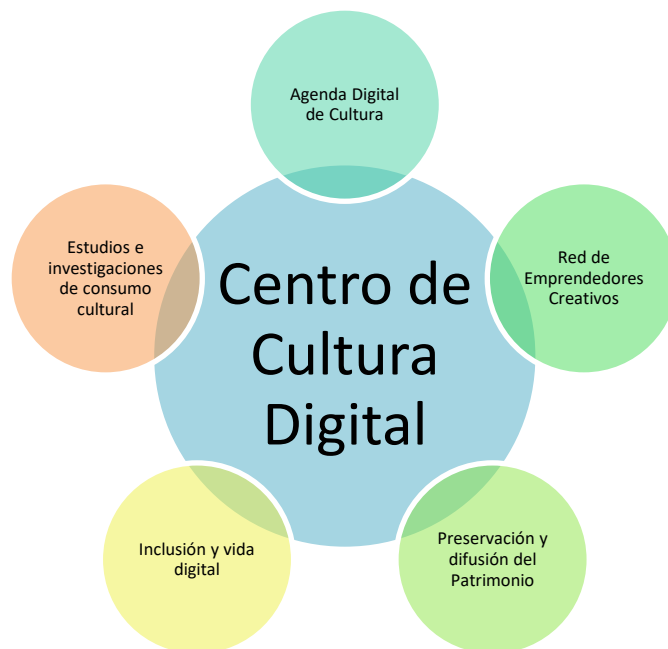 Agenda Digital
de Cultura
Red de
Emprendedores
Creativos
Preservación y
difusión del
Patrimonio
Inclusión y vida
digital
Estudios e
investigaciones
de consumo
cultural
Centro de
Cultura
Digital